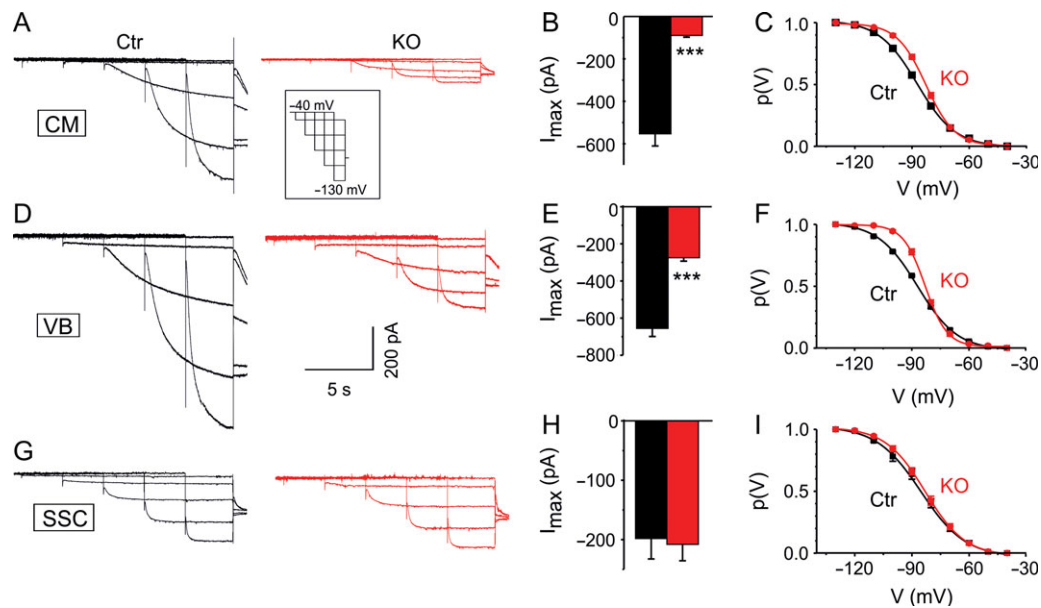 A
Ctr
KO
CM
−40 mV
−130 mV
B
0
−200
−400
−600
I max (pA)
***
C
1.0
0.5
0.0
p(V)
Ctr
KO
−120 −90 −60 −30
V (mV)
D
VB
5 s
200 pA
E
0
−200
−400
−600
−800
I max (pA)
***
F
1.0
0.5
0.0
p(V)
Ctr
KO
−120 −90 −60 −30
V (mV)
G
SSC
H
0
−100
−200
I max (pA)
I
1.0
0.5
0.0
p(V)
Ctr
KO
−120 −90 −60 −30
V (mV)